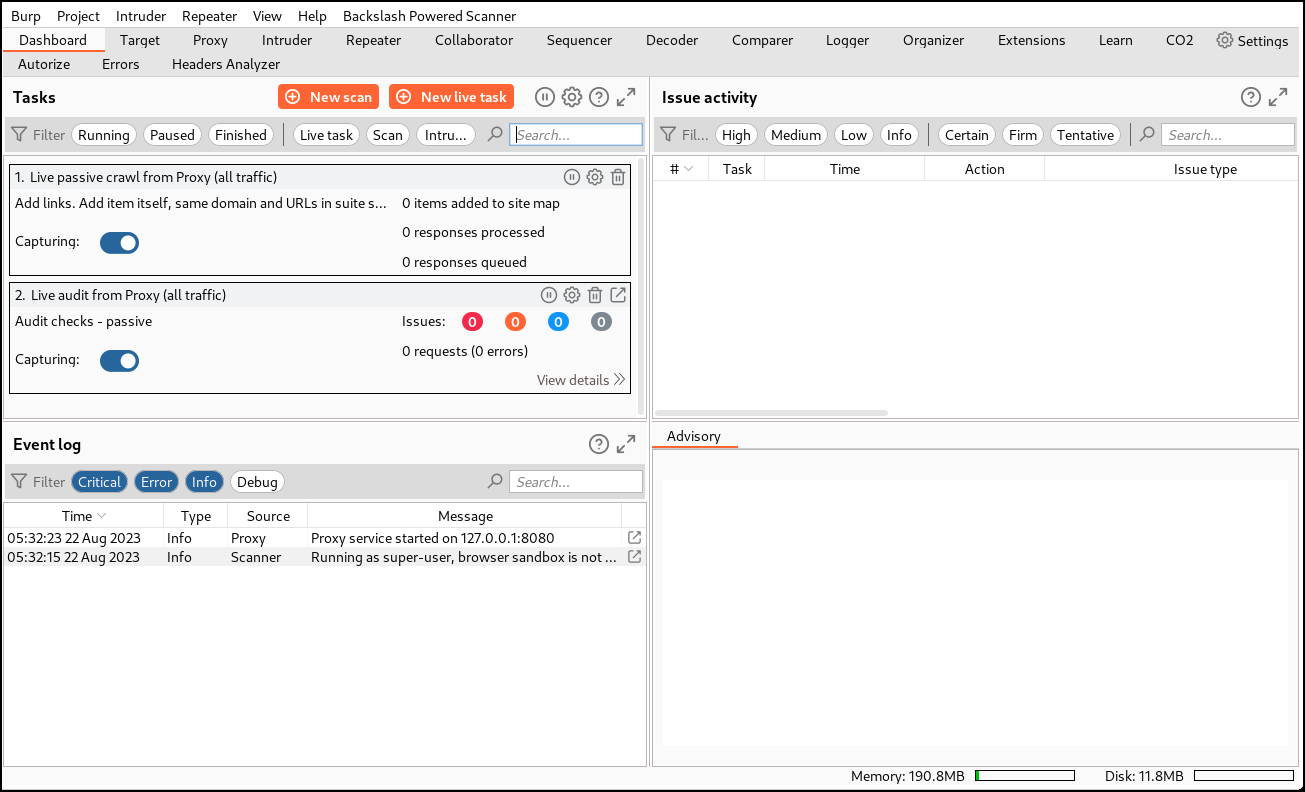 Burp Project Intruder Repeater View Help Backslash Powered Scanner
Dashboard Target Proxy Intruder Repeater Collaborator Sequencer Decoder Comparer Logger Organizer Extensions Learn CO2 Settings
Autorize Errors Headers Analyzer
Tasks New scan New live task
Filter Running Paused Finished Live task Scan Intru... Search...
1. Live passive crawl from Proxy (all traffic)
Add links. Add item itself, same domain and URLs in suite s... 0 items added to site map
0 responses processed
Capturing:
0 responses queued
2. Live audit from Proxy (all traffic)
Audit checks - passive Issues: 0 0 0 0
0 requests (0 errors)
Capturing:
View details
Issue activity
Fil... High Medium Low Info Certain Firm Tentative Search...
# Task Time Action Issue type
Event log
Filter Critical Error Info Debug Search...
Time Type Source Message
05:32:23 22 Aug 2023 Info Proxy Proxy service started on 127.0.0.1:8080
05:32:15 22 Aug 2023 Info Scanner Running as super-user, browser sandbox is not ...
Advisory
Memory: 190.8MB Disk: 11.8MB